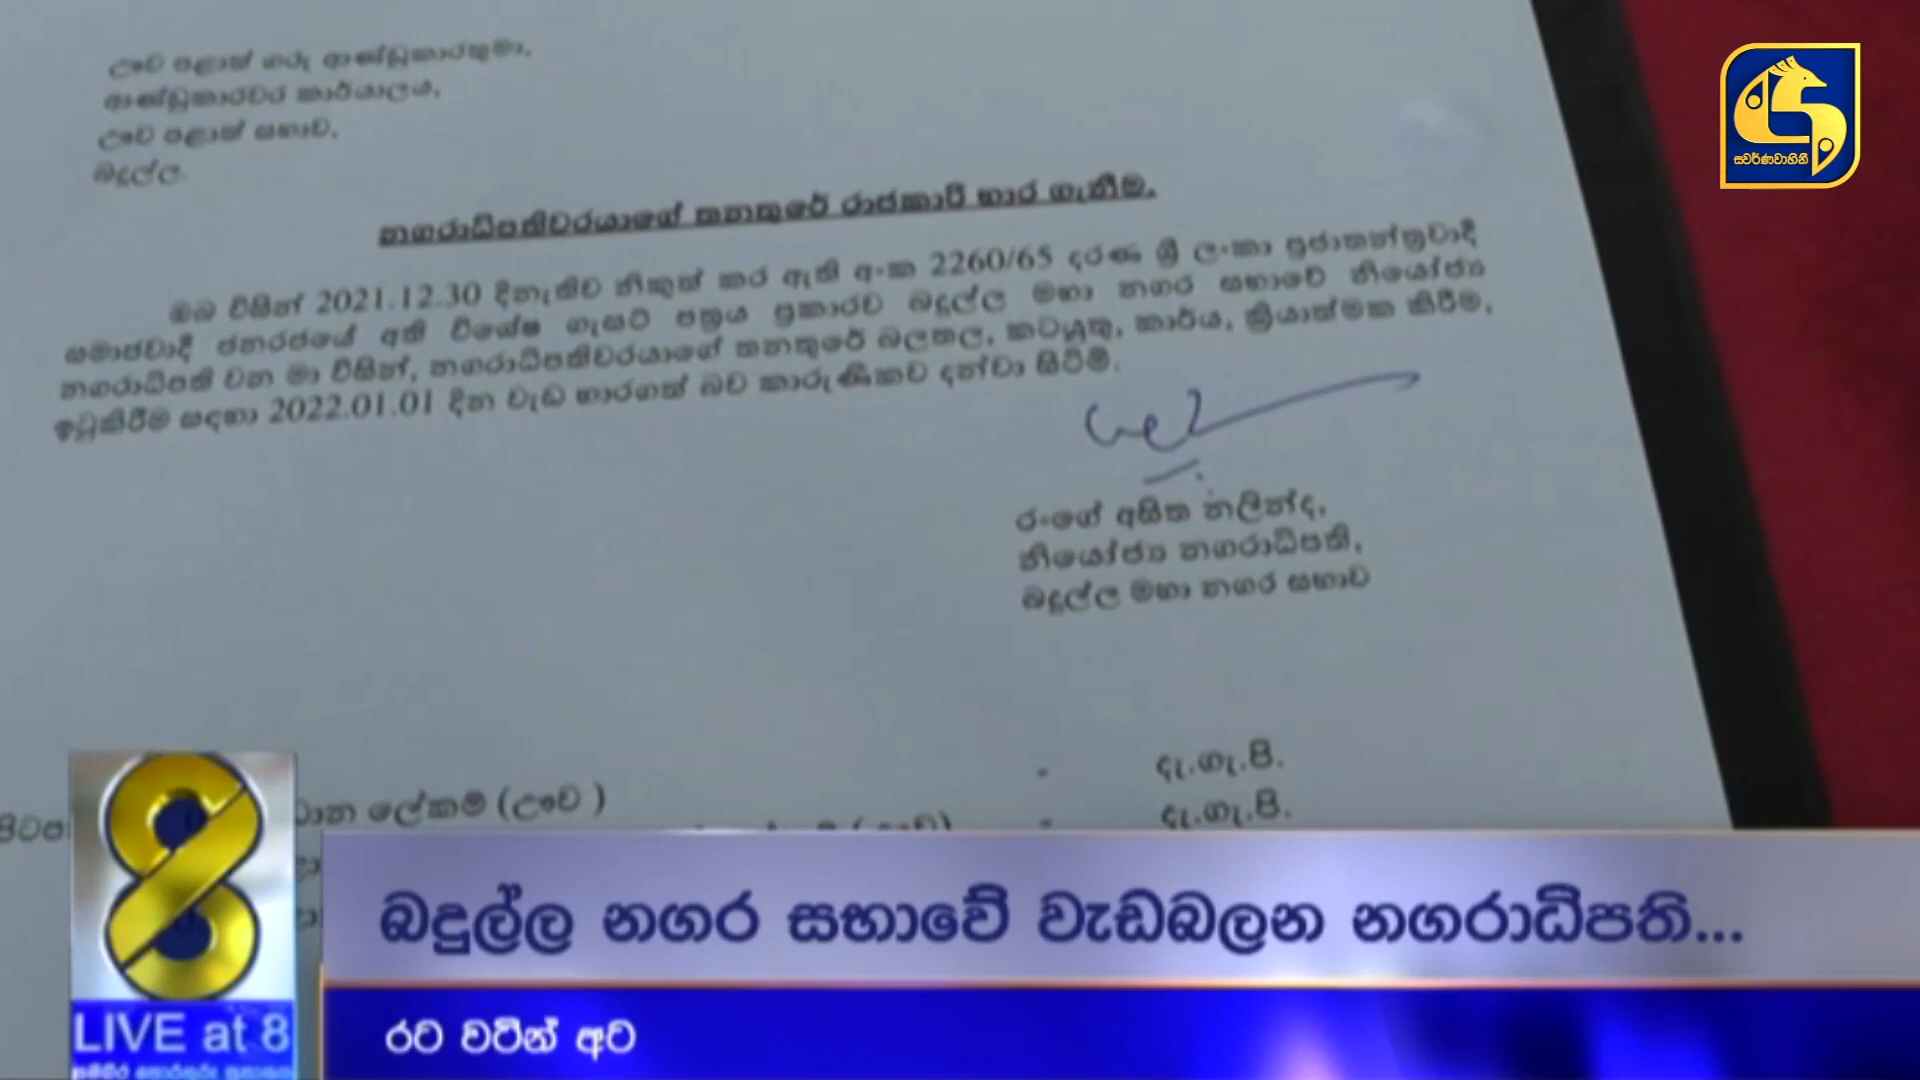 ඌව පළාත් ගරු ආණ්ඩුකාරතුමා,
ආණ්ඩුකාරවර කාර්යාලය,
ඌව පළාත් සභාව,
බදුල්ල.
නගරාධිපතිවරයාගේ තනතුරේ රාජකාරි භාර ගැනීම.
ඔබ විසින් 2021.12.30 දිනැතිව නිකුත් කර ඇති අංක 2260/65 දරණ ශ්‍රී ලංකා ප්‍රජාතන්ත්‍රවාදී
සමාජවාදී ජනරජයේ අති විශේෂ ගැසට් පත්‍රය ප්‍රකාරව බදුල්ල මහා නගර සභාවේ නියෝජ්‍ය
නගරාධිපති වන මා විසින්, නගරාධිපතිවරයාගේ තනතුරේ බලතල, කටයුතු, කාර්ය, ක්‍රියාත්මක කිරීම,
ඉටුකිරීම සඳහා 2022.01.01 දින වැඩ භාරගත් බව කාරුණිකව දන්වා සිටිමි.
රංගේ අසිත නලින්ද,
නියෝජ්‍ය නගරාධිපති,
බදුල්ල මහා නගර සභාව
ලේකම් (ඌව ) - දැ.ගැ.පි.
- දැ.ගැ.පි.
ස්වර්ණවාහිනී
බදුල්ල නගර සභාවේ වැඩබලන නගරාධිපති...
8
LIVE at 8
රට වටින් අට